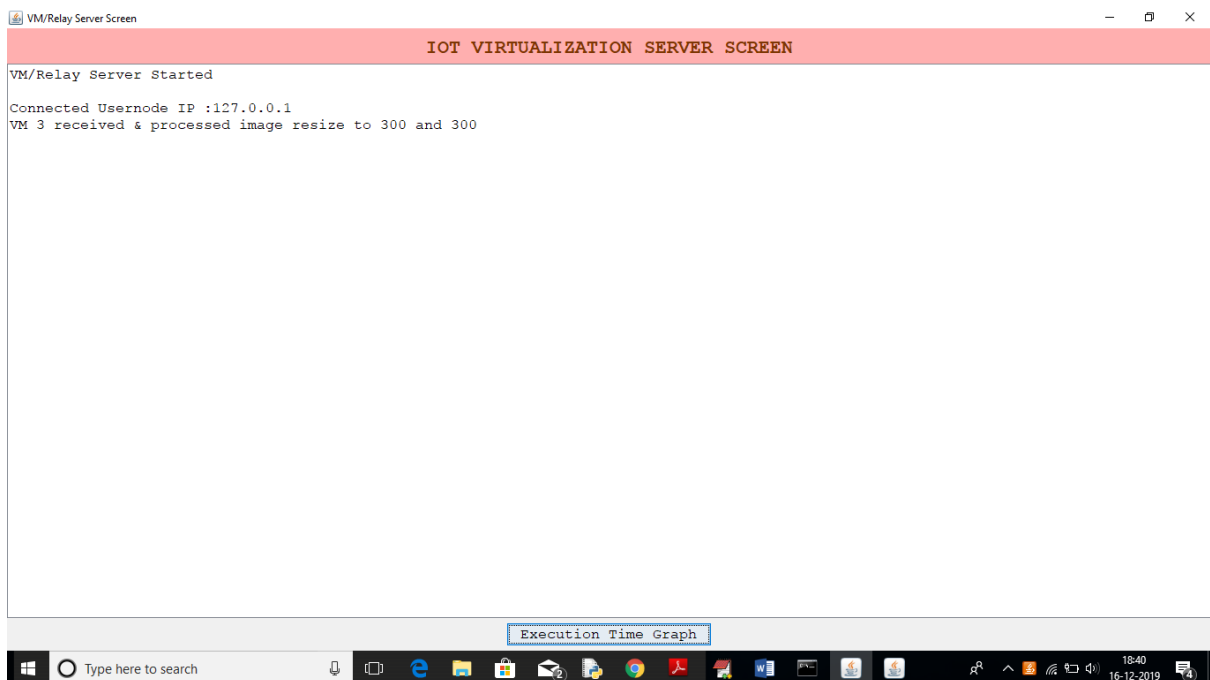 VM/Relay Server Screen
IOT VIRTUALIZATION SERVER SCREEN
VM/Relay Server Started
Connected Usernode IP :127.0.0.1
VM 3 received & processed image resize to 300 and 300
Execution Time Graph
Type here to search
2
18:40
16-12-2019
4